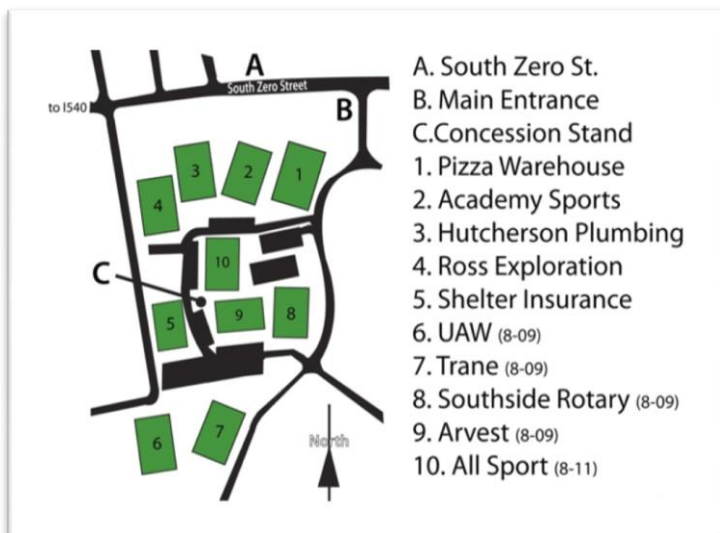 A
South Zero Street
to I540
B
3
2
1
4
10
C
5
9
8
6
7
North
A. South Zero St.
B. Main Entrance
C.Concession Stand
1. Pizza Warehouse
2. Academy Sports
3. Hutcherson Plumbing
4. Ross Exploration
5. Shelter Insurance
6. UAW (8-09)
7. Trane (8-09)
8. Southside Rotary (8-09)
9. Arvest (8-09)
10. All Sport (8-11)